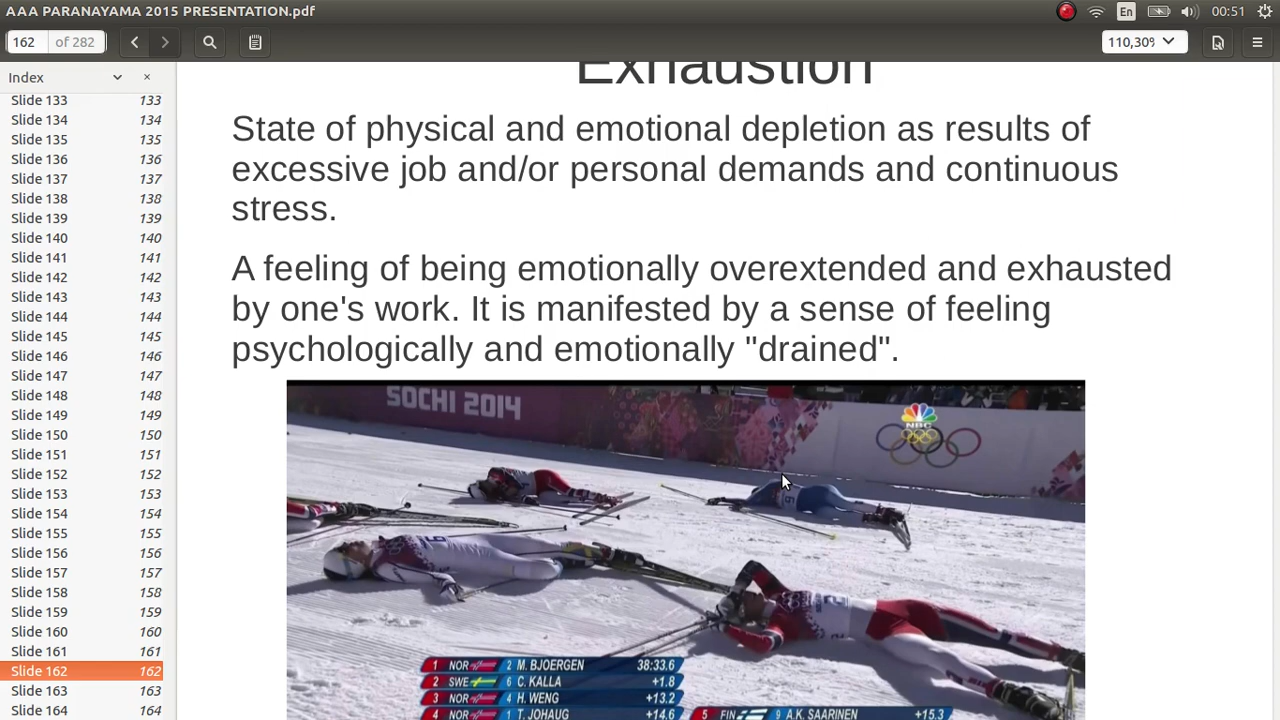 AAA PARANAYAMA 2015 PRESENTATION.pdf
En
00:51
162 of 282
110,30%
Index
Slide 133 133
Slide 134 134
Slide 135 135
Slide 136 136
Slide 137 137
Slide 138 138
Slide 139 139
Slide 140 140
Slide 141 141
Slide 142 142
Slide 143 143
Slide 144 144
Slide 145 145
Slide 146 146
Slide 147 147
Slide 148 148
Slide 149 149
Slide 150 150
Slide 151 151
Slide 152 152
Slide 153 153
Slide 154 154
Slide 155 155
Slide 156 156
Slide 157 157
Slide 158 158
Slide 159 159
Slide 160 160
Slide 161 161
Slide 162 162
Slide 163 163
Slide 164 164
Exhaustion
State of physical and emotional depletion as results of
excessive job and/or personal demands and continuous
stress.
A feeling of being emotionally overextended and exhausted
by one's work. It is manifested by a sense of feeling
psychologically and emotionally "drained".
SOCHI 2014
NBC
1 NOR 2 M. BJOERGEN 38:33.6
2 SWE 6 C. KALLA +1.8
3 NOR 4 H. WENG +13.2
4 NOR 1 T. JOHAUG +14.6
5 FIN 9 A.K. SAARINEN +15.3